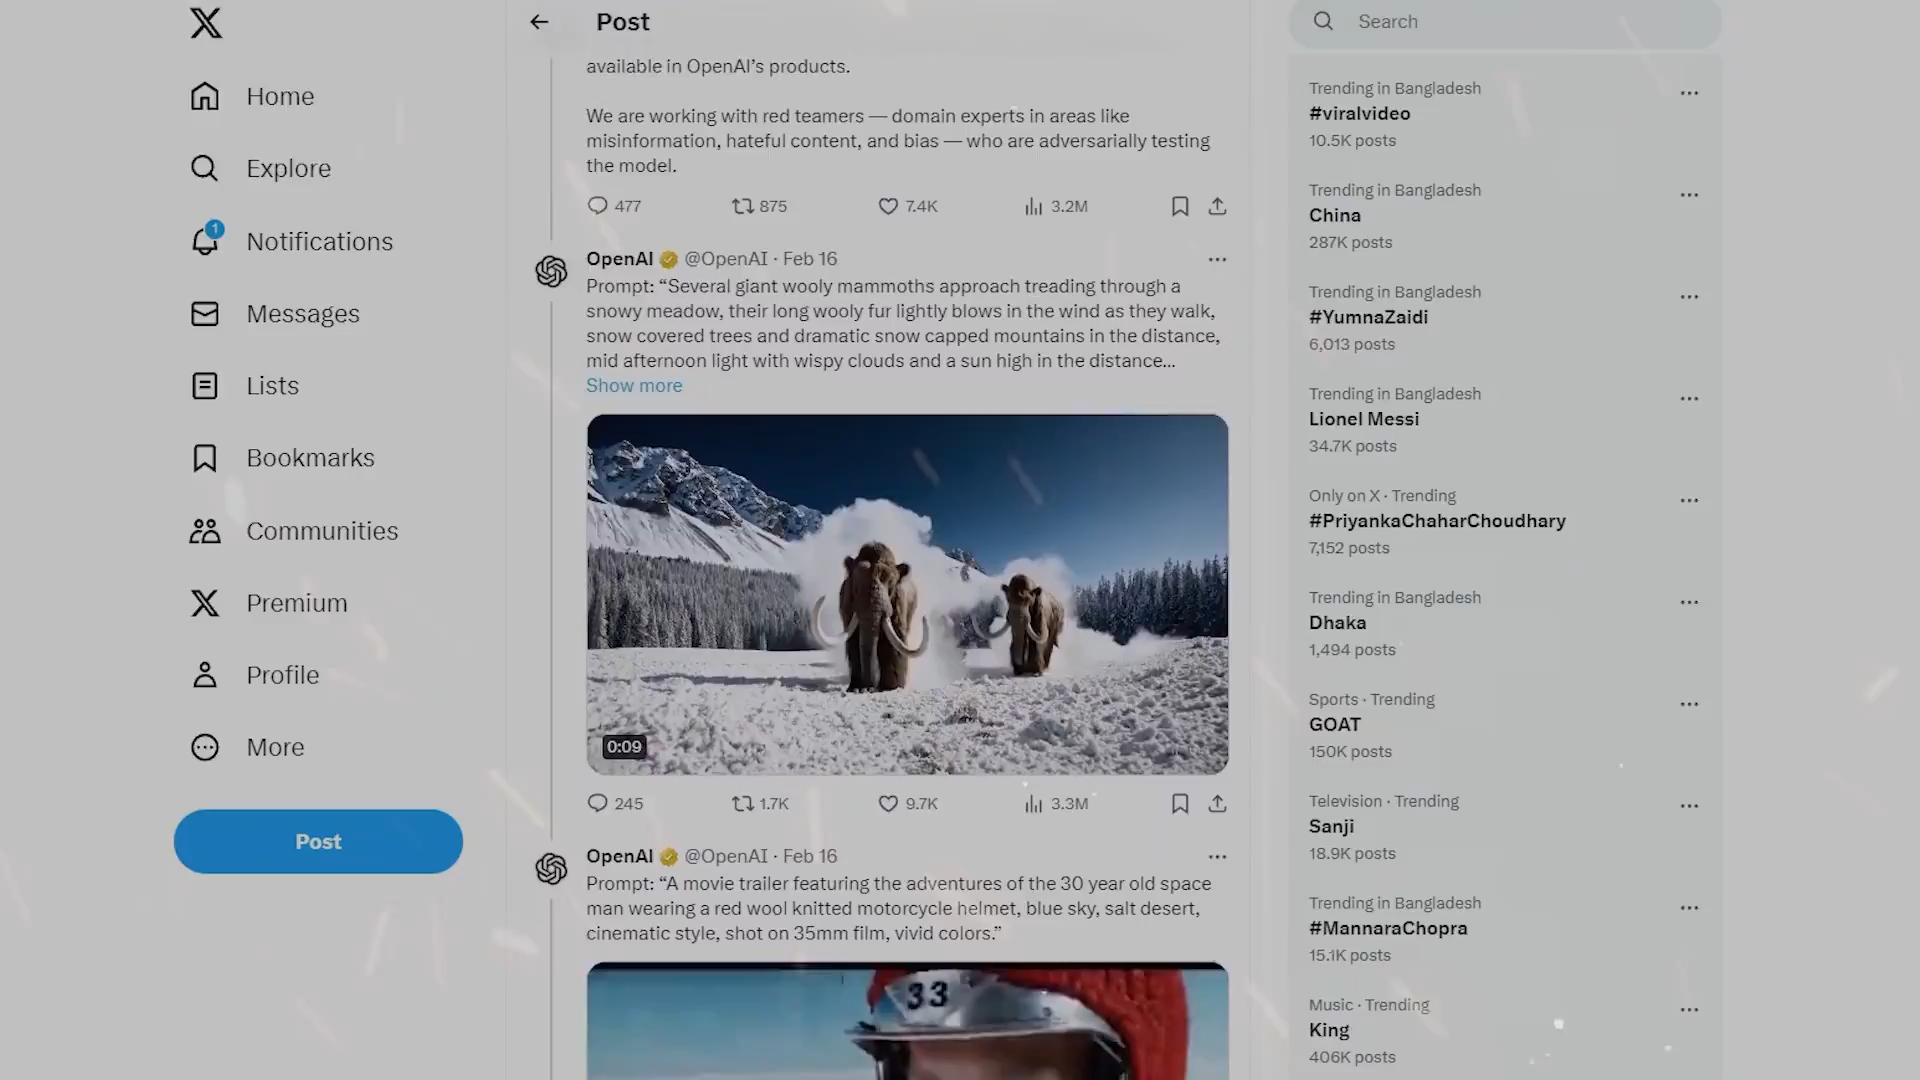 Home
Explore
1
Notifications
Messages
Lists
Bookmarks
Communities
Premium
Profile
More
Post
Post
available in OpenAI’s products.
We are working with red teamers — domain experts in areas like
misinformation, hateful content, and bias — who are adversarially testing
the model.
477 875 7.4K 3.2M
OpenAI @OpenAI · Feb 16
Prompt: “Several giant wooly mammoths approach treading through a
snowy meadow, their long wooly fur lightly blows in the wind as they walk,
snow covered trees and dramatic snow capped mountains in the distance,
mid afternoon light with wispy clouds and a sun high in the distance...
Show more
0:09
245 1.7K 9.7K 3.3M
OpenAI @OpenAI · Feb 16
Prompt: “A movie trailer featuring the adventures of the 30 year old space
man wearing a red wool knitted motorcycle helmet, blue sky, salt desert,
cinematic style, shot on 35mm film, vivid colors.”
33
Search
Trending in Bangladesh
#viralvideo
10.5K posts
Trending in Bangladesh
China
287K posts
Trending in Bangladesh
#YumnaZaidi
6,013 posts
Trending in Bangladesh
Lionel Messi
34.7K posts
Only on X · Trending
#PriyankaChaharChoudhary
7,152 posts
Trending in Bangladesh
Dhaka
1,494 posts
Sports · Trending
GOAT
150K posts
Television · Trending
Sanji
18.9K posts
Trending in Bangladesh
#MannaraChopra
15.1K posts
Music · Trending
King
406K posts